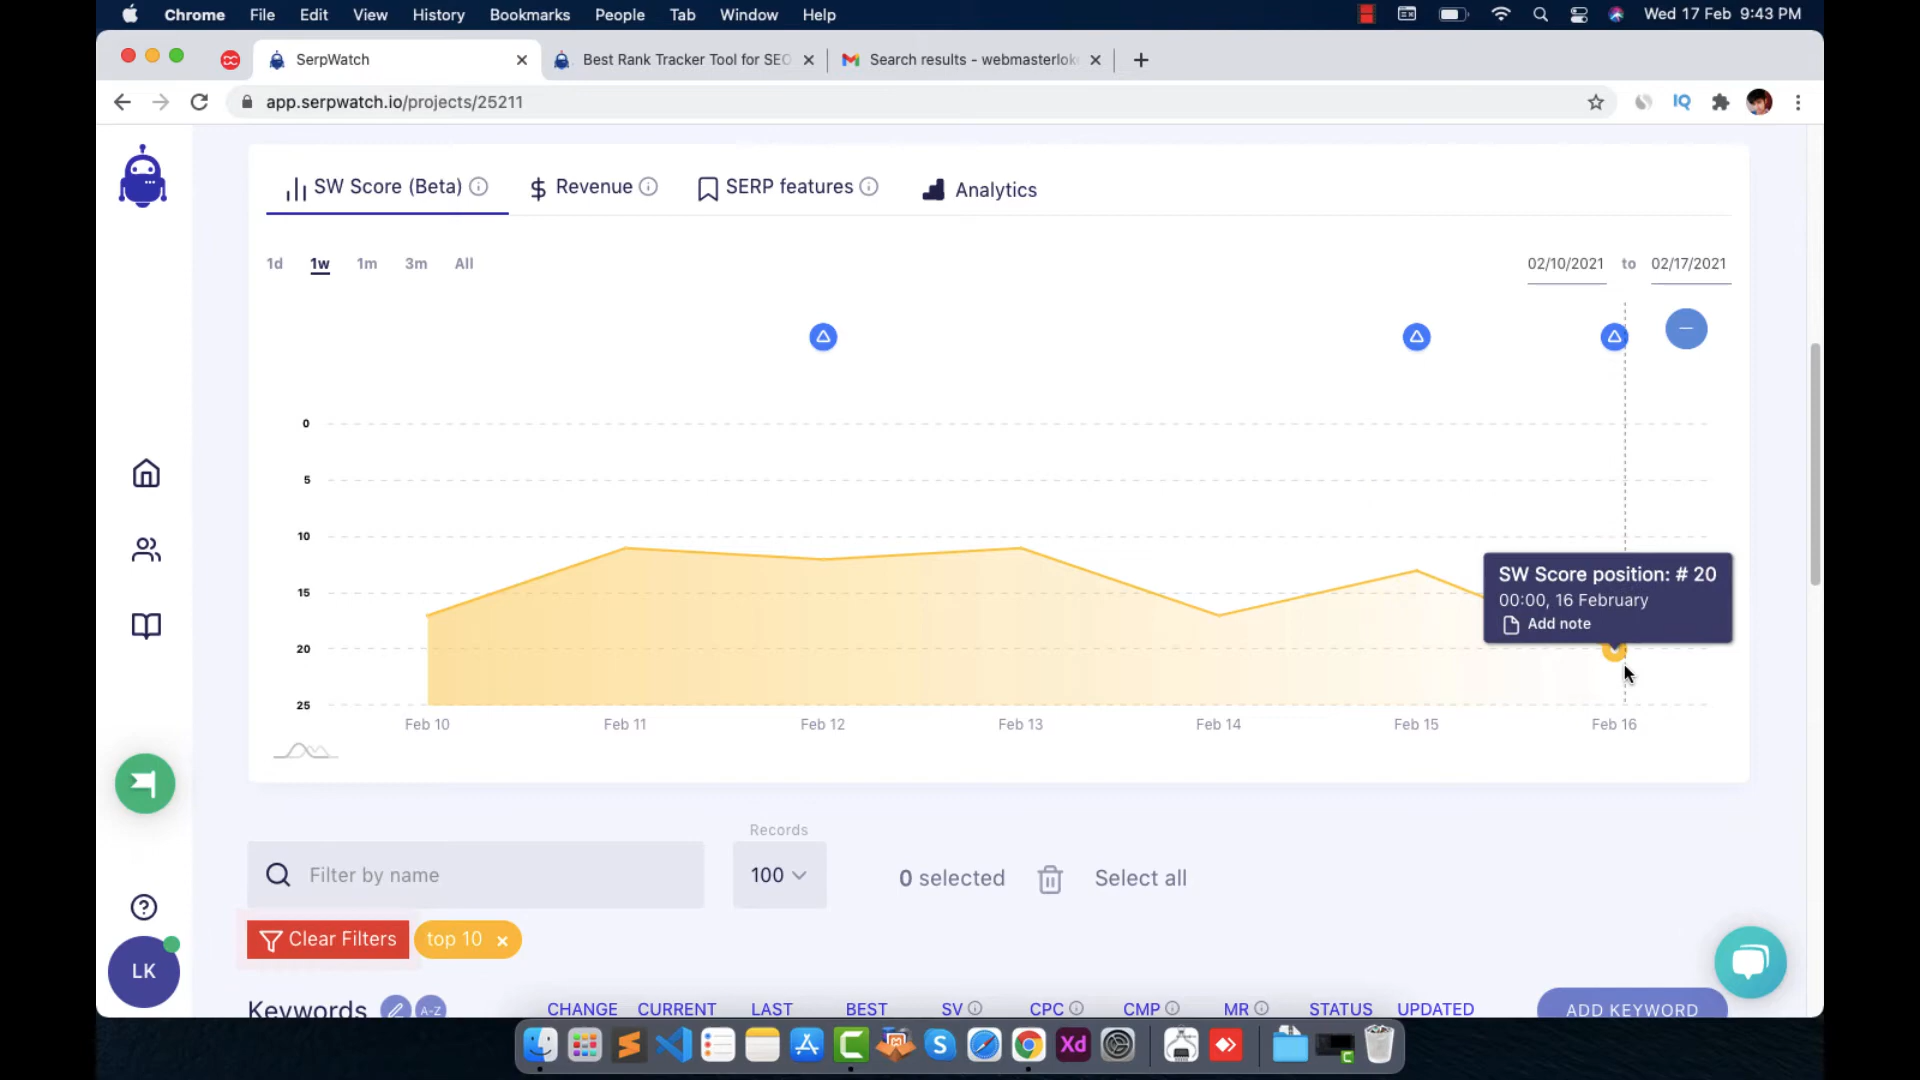 Chrome File Edit View History Bookmarks People Tab Window Help Wed 17 Feb 9:43 PM
SerpWatch Best Rank Tracker Tool for SEO Search results - webmasterlok
app.serpwatch.io/projects/25211
IQ
SW Score (Beta) Revenue SERP features Analytics
1d 1w 1m 3m All 02/10/2021 to 02/17/2021
0
5
10
15
20
25
SW Score position: # 20
00:00, 16 February
Add note
Feb 10 Feb 11 Feb 12 Feb 13 Feb 14 Feb 15 Feb 16
Records
Filter by name 100 0 selected Select all
Clear Filters top 10 ×
LK
Keywords A-Z CHANGE CURRENT LAST BEST SV CPC CMP MR STATUS UPDATED ADD KEYWORD
S Xd